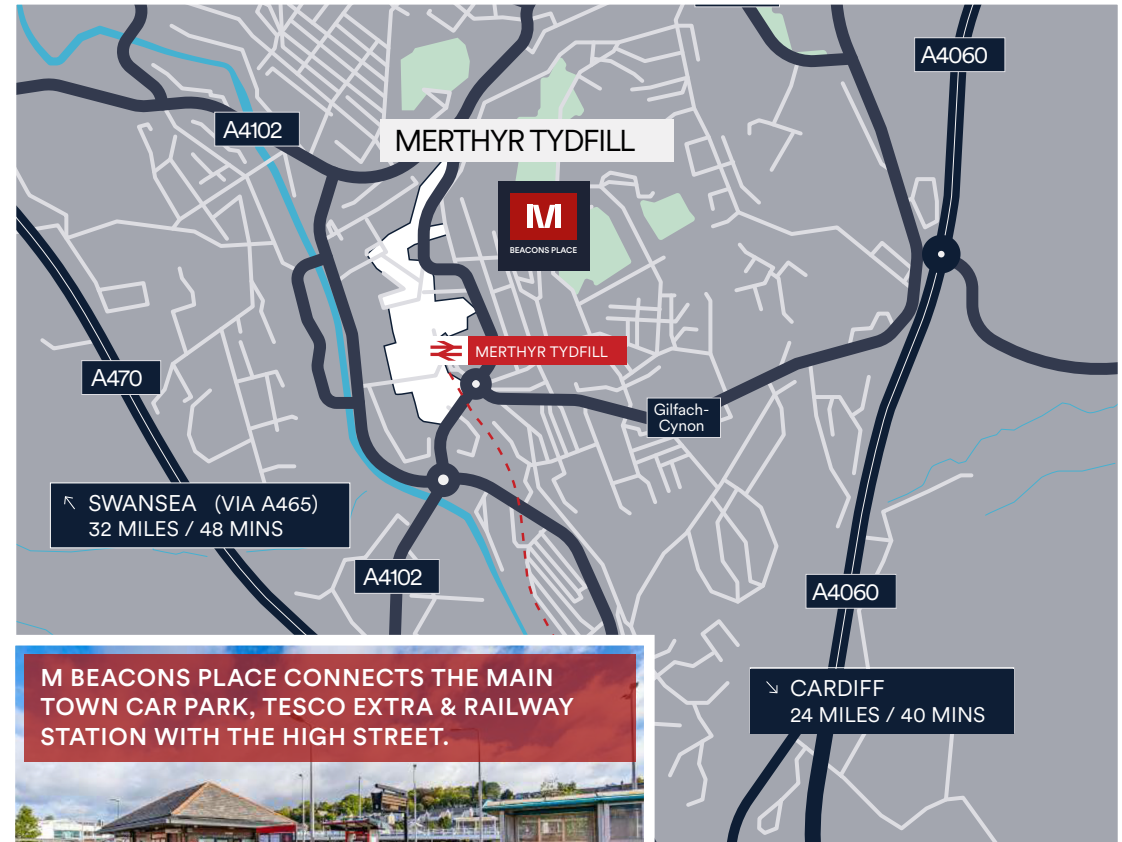 A4060
A4102
MERTHYR TYDFILL
M
BEACONS PLACE
MERTHYR TYDFILL
A470
Gilfach-
Cynon
SWANSEA (VIA A465)
32 MILES / 48 MINS
A4102
A4060
CARDIFF
24 MILES / 40 MINS
M BEACONS PLACE CONNECTS THE MAIN
TOWN CAR PARK, TESCO EXTRA & RAILWAY
STATION WITH THE HIGH STREET.